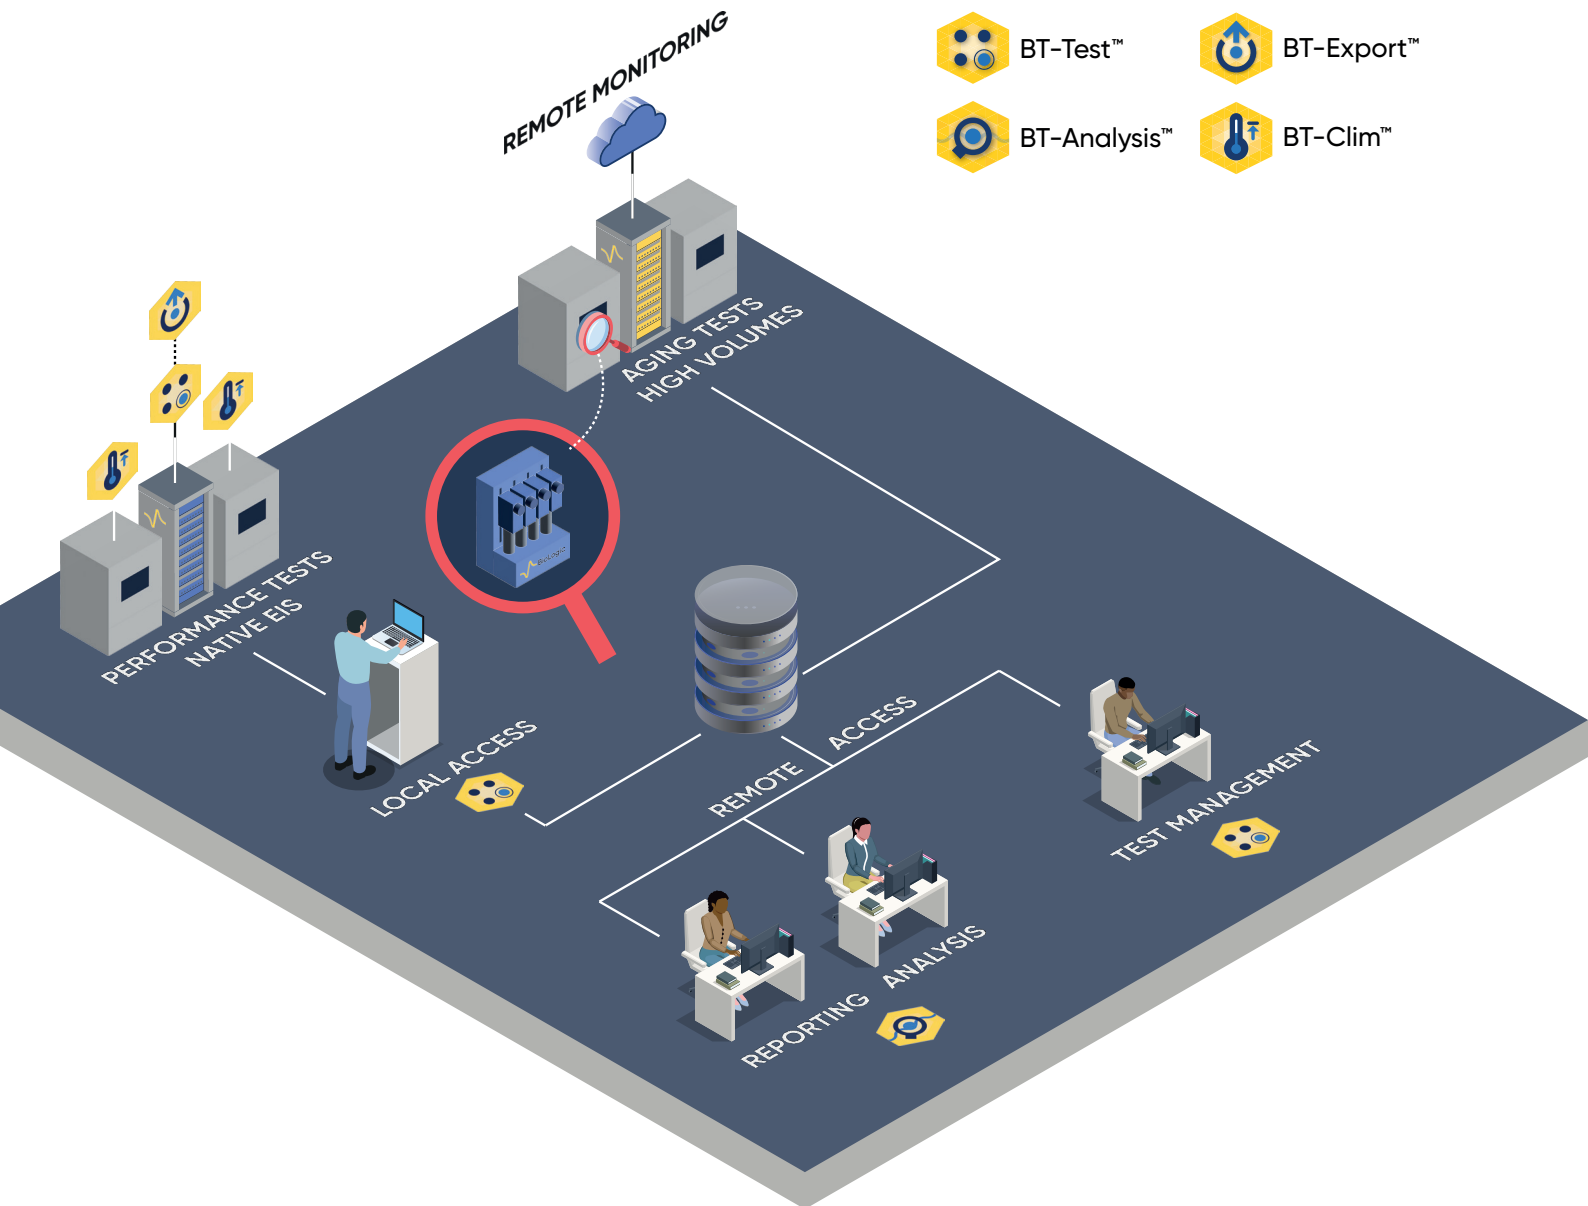 REMOTE MONITORING
BT-Test™
BT-Export™
BT-Analysis™
BT-Clim™
AGING TESTS
HIGH VOLUMES
PERFORMANCE TESTS
NATIVE EIS
BioLogic
LOCAL ACCESS
REMOTE ACCESS
TEST MANAGEMENT
REPORTING ANALYSIS